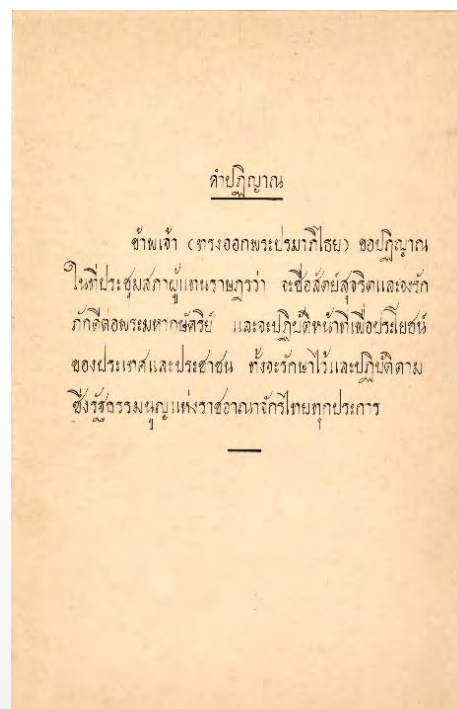 คำปฏิญาณ
ข้าพเจ้า (ทรงออกพระปรมาภิไธย) ขอปฏิญาณ
ในที่ประชุมสภาผู้แทนราษฎรว่า จะซื่อสัตย์สุจริตและจงรัก
ภักดีต่อพระมหากษัตริย์ และจะปฏิบัติหน้าที่เพื่อประโยชน์
ของประเทศและประชาชน ทั้งจะรักษาไว้และปฏิบัติตาม
ซึ่งรัฐธรรมนูญแห่งราชอาณาจักรไทยทุกประการ